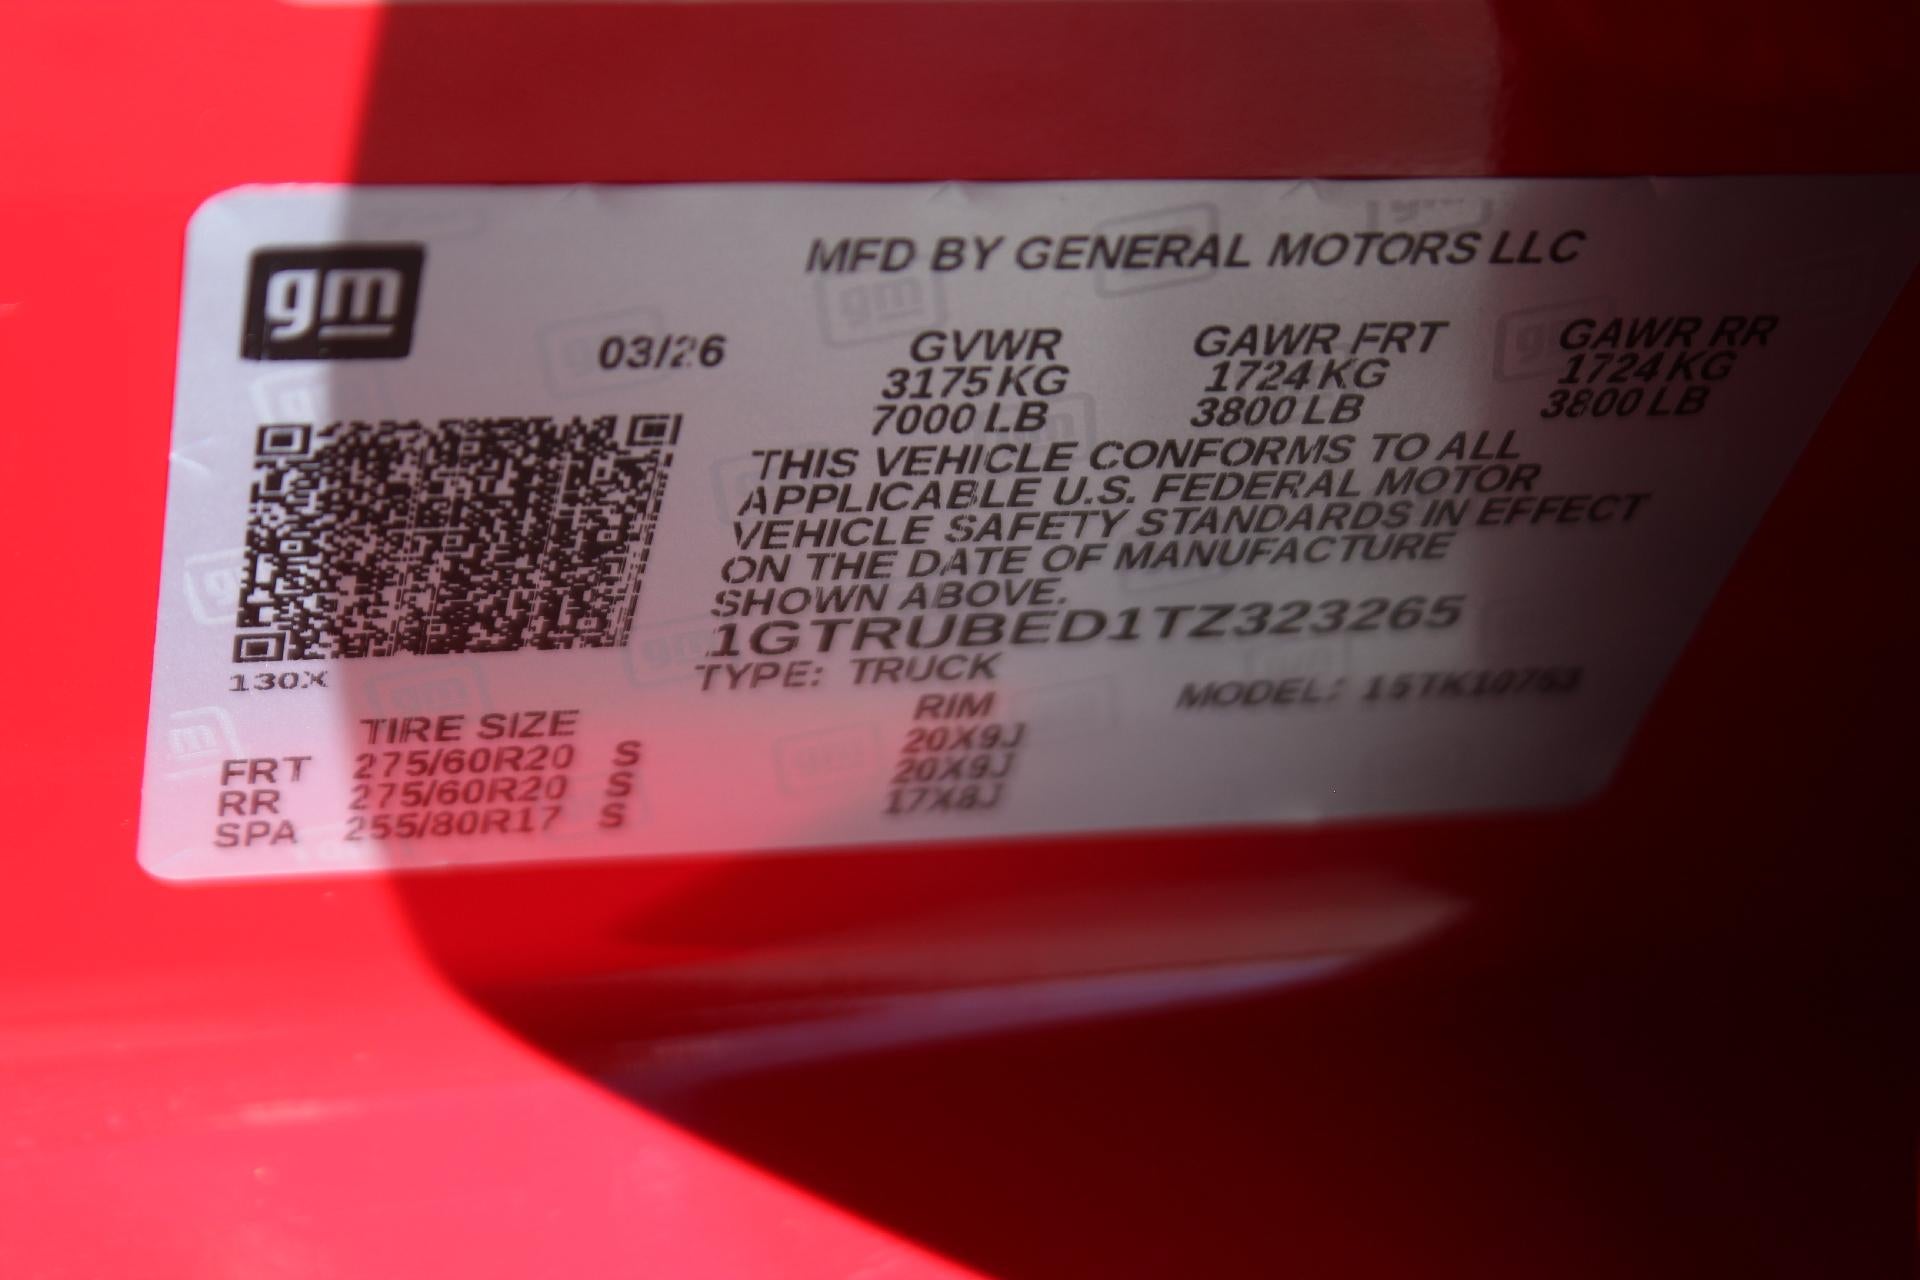 gm
MFD BY GENERAL MOTORS LLC
03/26
GVWR GAWR FRT GAWR RR
3175 KG 1724 KG 1724 KG
7000 LB 3800 LB 3800 LB
THIS VEHICLE CONFORMS TO ALL
APPLICABLE U.S. FEDERAL MOTOR
VEHICLE SAFETY STANDARDS IN EFFECT
ON THE DATE OF MANUFACTURE
SHOWN ABOVE.
1GTRUBED1TZ323265
130X
TYPE: TRUCK
MODEL: 15TK10753
TIRE SIZE RIM
FRT 275/60R20 S 20X9J
RR 275/60R20 S 20X9J
SPA 255/80R17 S 17X8J